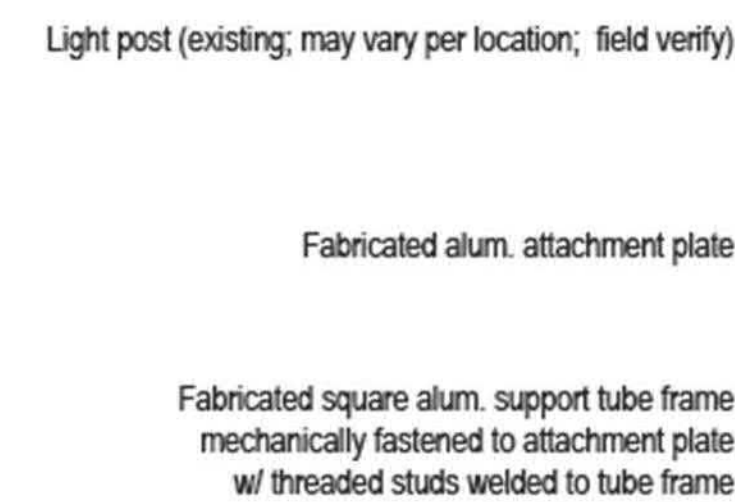 Light post (existing; may vary per location;  field verify)
Fabricated alum. attachment plate
Fabricated square alum. support tube frame
mechanically fastened to attachment plate
w/ threaded studs welded to tube frame